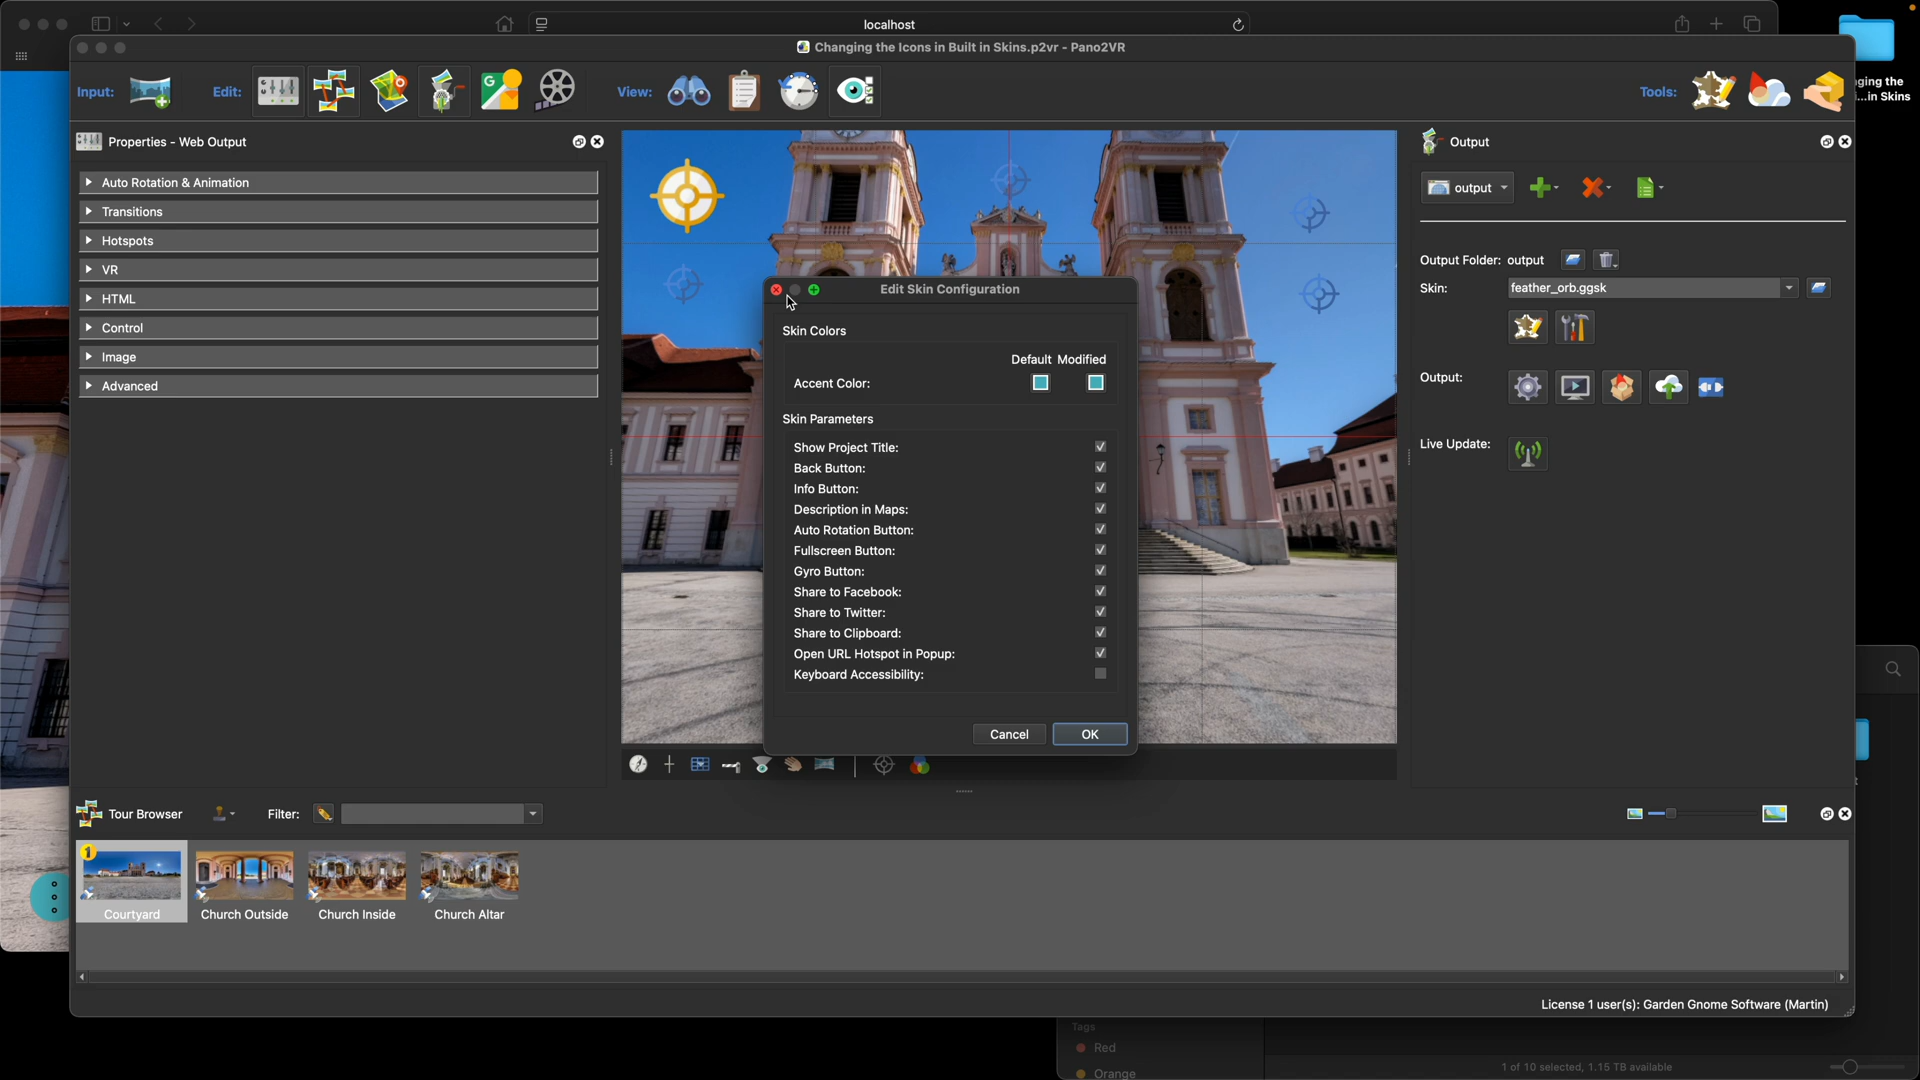 localhost
Changing the Icons in Built in Skins.p2vr - Pano2VR
Input:
Edit:
View:
Tools:
ging the
...in Skins
Properties - Web Output
Auto Rotation & Animation
Transitions
Hotspots
VR
HTML
Control
Image
Advanced
Edit Skin Configuration
Skin Colors
Default Modified
Accent Color:
Skin Parameters
Show Project Title:
Back Button:
Info Button:
Description in Maps:
Auto Rotation Button:
Fullscreen Button:
Gyro Button:
Share to Facebook:
Share to Twitter:
Share to Clipboard:
Open URL Hotspot in Popup:
Keyboard Accessibility:
Cancel
OK
Output
output
Output Folder: output
Skin: feather_orb.ggsk
Output:
Live Update:
Tour Browser
Filter:
1
Courtyard
Church Outside
Church Inside
Church Altar
License 1 user(s): Garden Gnome Software (Martin)
Tags
Red
Orange
1 of 10 selected, 1.15 TB available